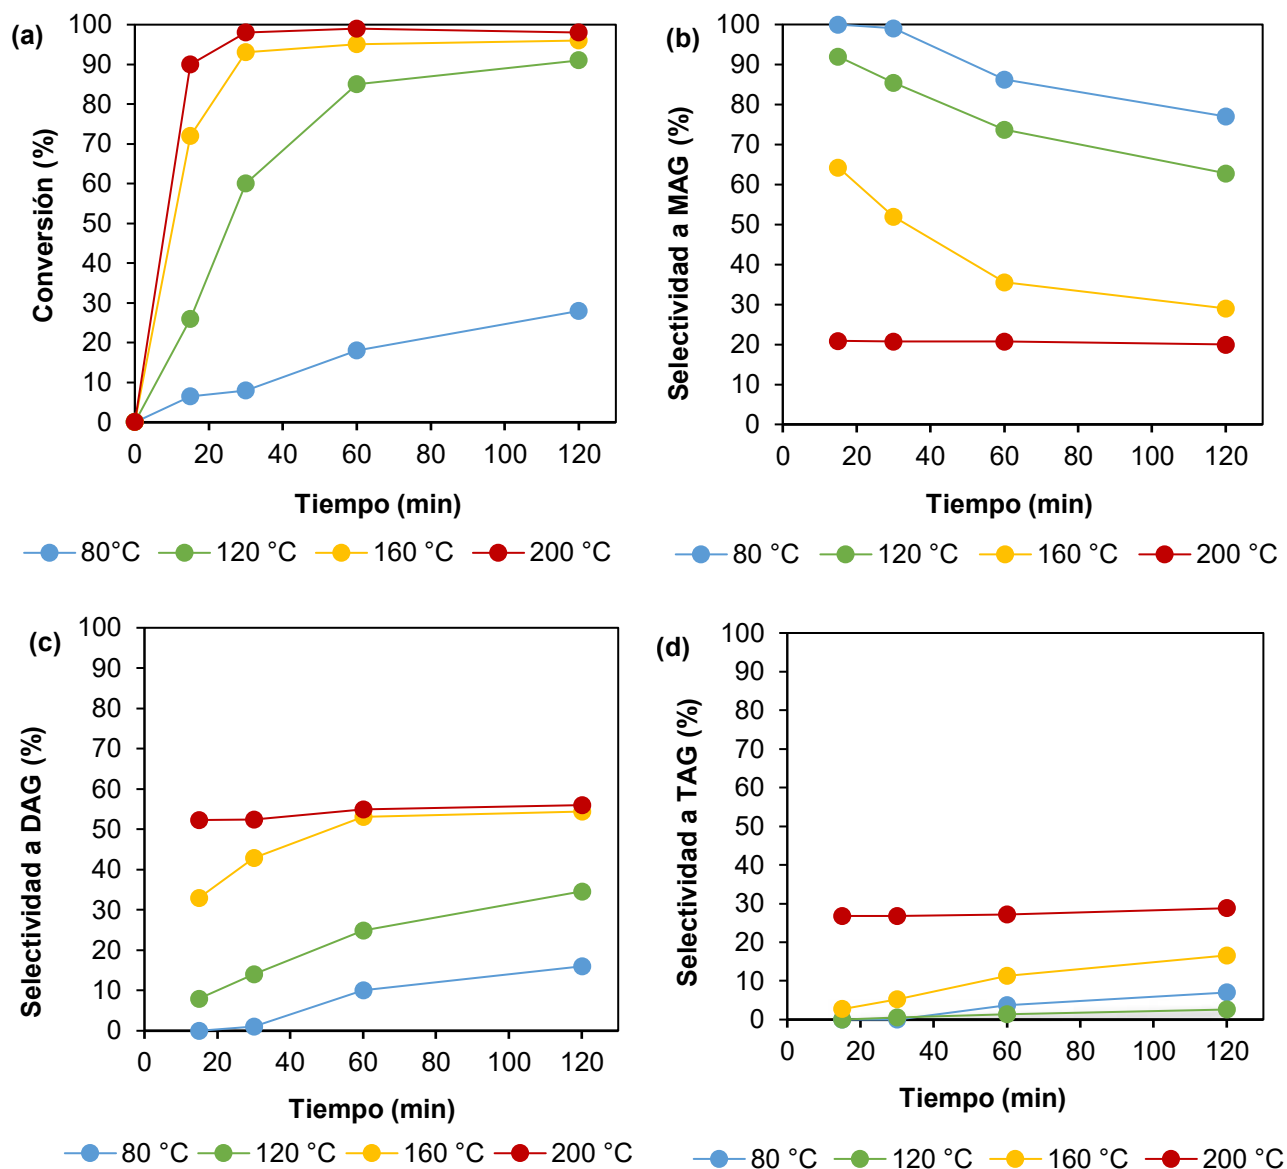 (a)
Conversión (%)
100
90
80
70
60
50
40
30
20
10
0
0 20 40 60 80 100 120
Tiempo (min)
80°C 120 °C 160 °C 200 °C
(b)
Selectividad a MAG (%)
100
90
80
70
60
50
40
30
20
10
0
0 20 40 60 80 100 120
Tiempo (min)
80 °C 120 °C 160 °C 200 °C
(c)
Selectividad a DAG (%)
100
90
80
70
60
50
40
30
20
10
0
0 20 40 60 80 100 120
Tiempo (min)
80 °C 120 °C 160 °C 200 °C
(d)
Selectividad a TAG (%)
100
90
80
70
60
50
40
30
20
10
0
0 20 40 60 80 100 120
Tiempo (min)
80 °C 120 °C 160 °C 200 °C